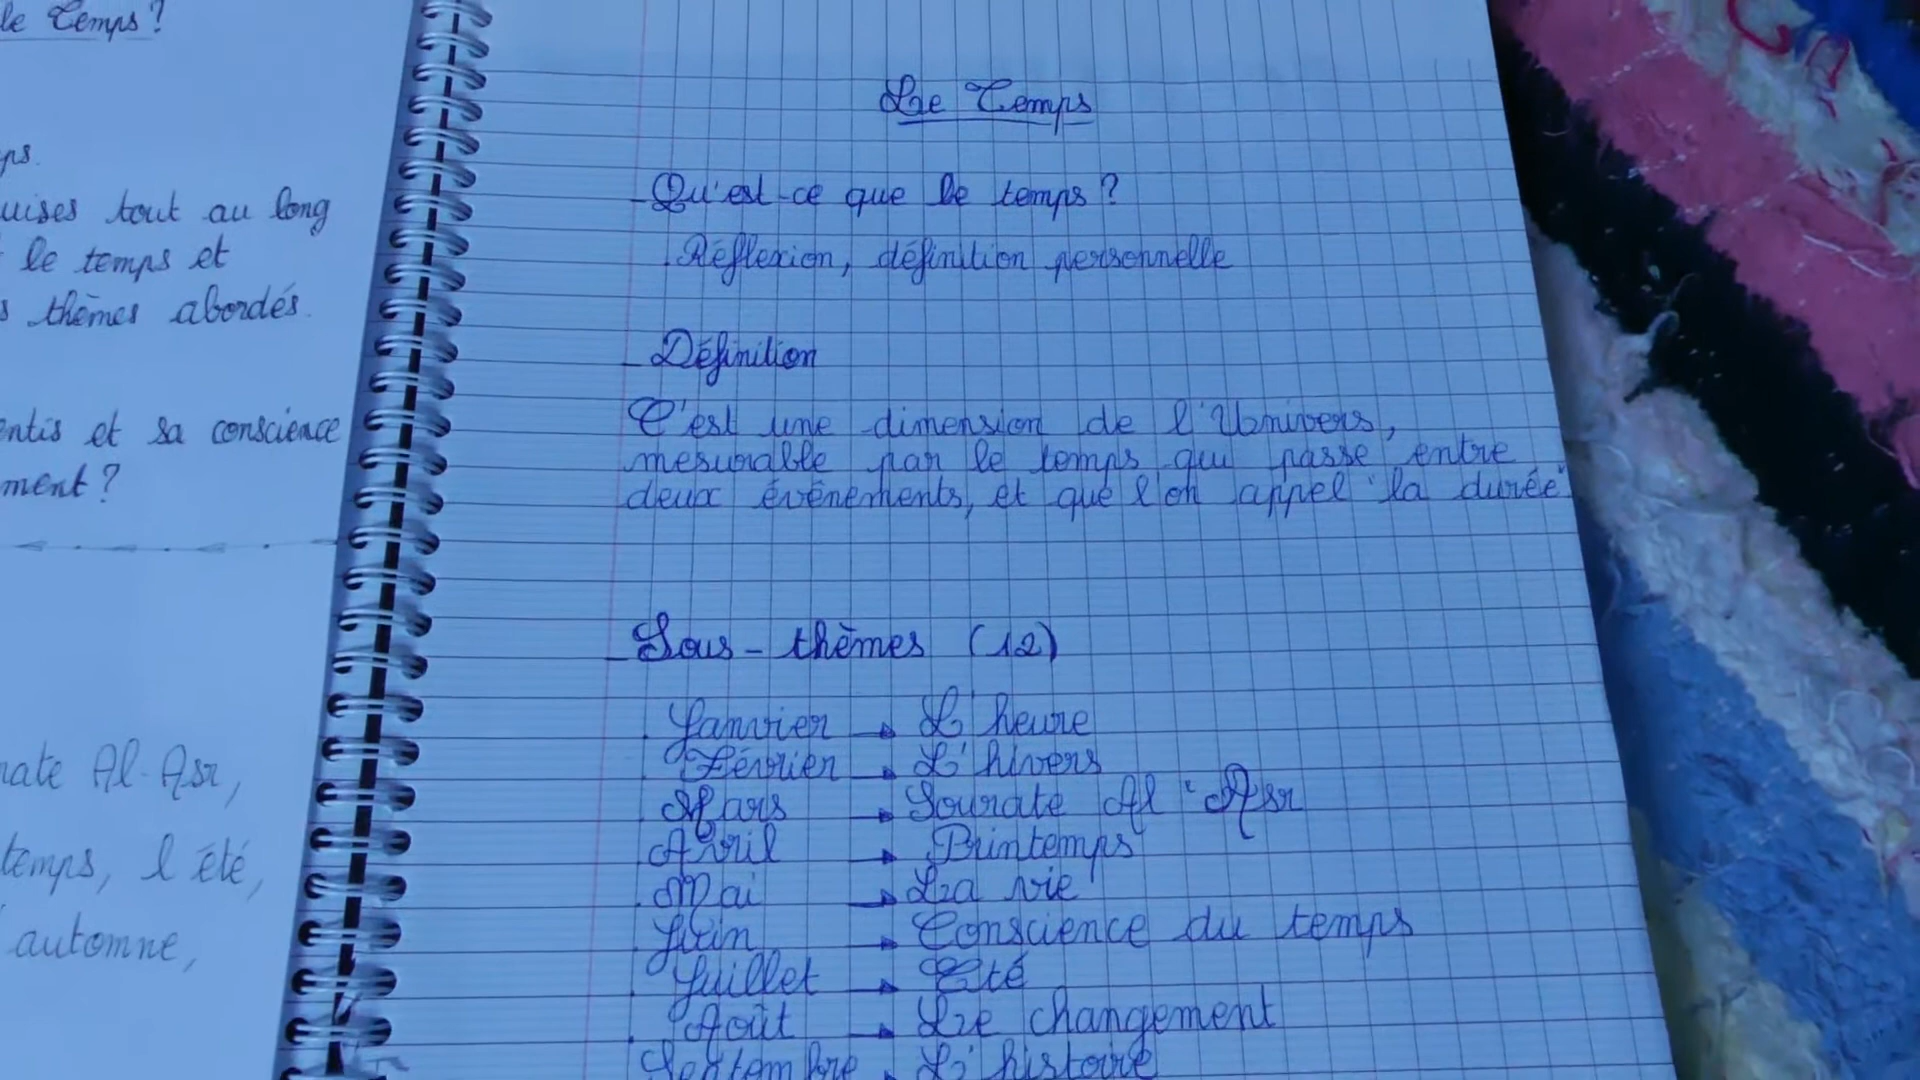 le Temps?
ps.
uises tout au long
le temps et
s thèmes abordés.
entis et sa conscience
ment?
rate Al-Asr,
temps, l'été,
automne,
Le Temps
- Qu'est-ce que le temps?
. Réflexion, définition personnelle
- Définition
C'est une dimension de l'Univers,
mesurable par le temps qui passe entre
deux évènements, et que l'on appel "la durée"
- Sous-thèmes (12)
. Janvier → L'heure
. Février → L'hivers
. Mars → Sourate Al 'Asr
. Avril → Printemps
. Mai → La vie
. Juin → Conscience du temps
. Juillet → Eté
. Août → Le changement
Septembre L'histoire